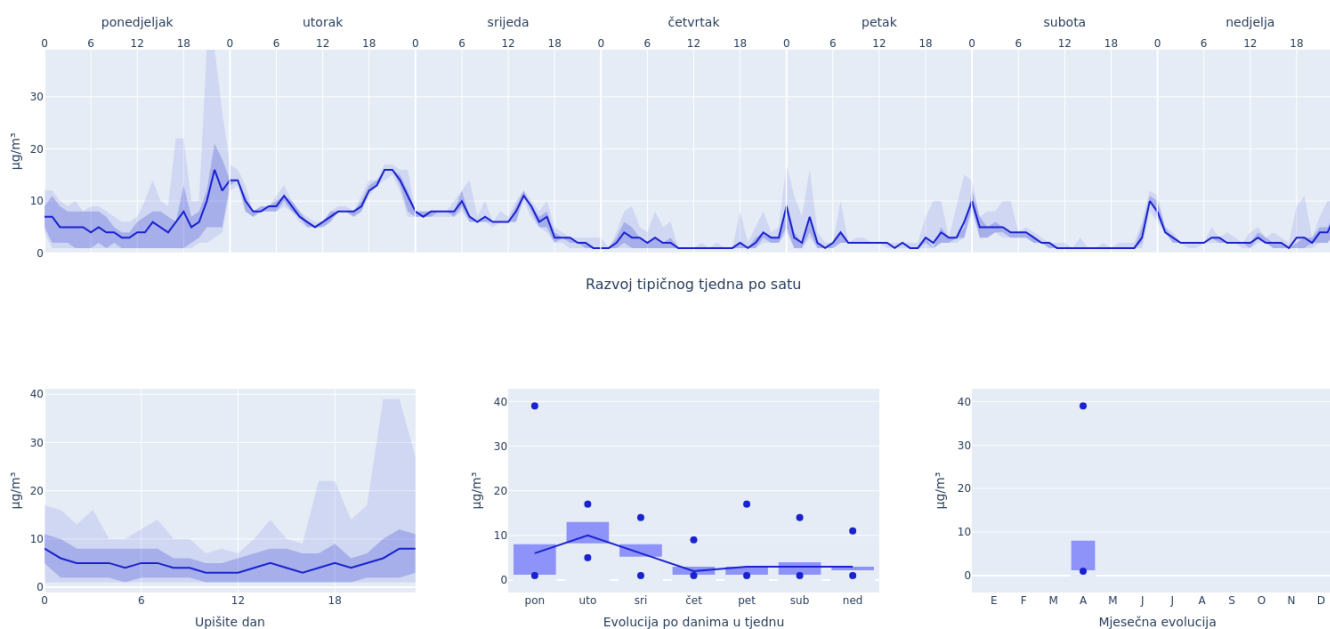 ponedjeljak utorak srijeda četvrtak petak subota nedjelja
0 6 12 18 0 6 12 18 0 6 12 18 0 6 12 18 0 6 12 18 0 6 12 18 0 6 12 18
30
20
10
0
µg/m³
Razvoj tipičnog tjedna po satu
40
30
20
10
0
µg/m³
0 6 12 18
Upišite dan
40
30
20
10
0
µg/m³
pon uto sri čet pet sub ned
Evolucija po danima u tjednu
40
30
20
10
0
µg/m³
E F M A M J J A S O N D
Mjesečna evolucija